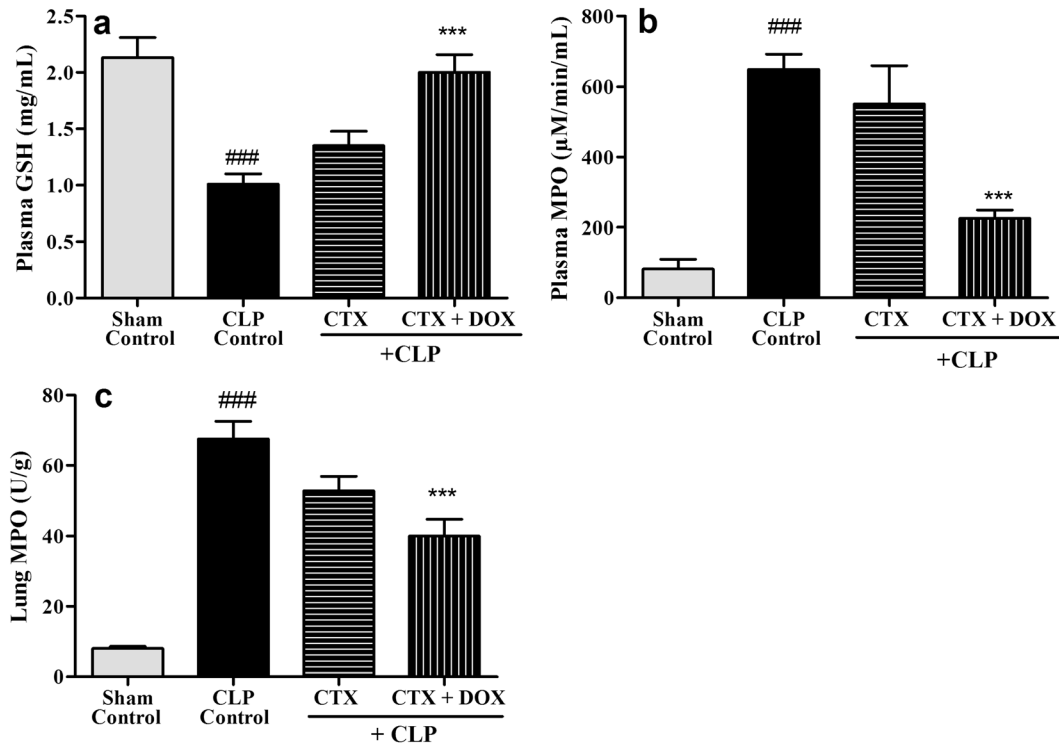 a
Plasma GSH (mg/mL)
2.5
2.0
1.5
1.0
0.5
0.0
###
***
Sham
Control
CLP
Control
CTX
CTX + DOX
+CLP
b
Plasma MPO (µM/min/mL)
800
600
400
200
0
###
***
Sham
Control
CLP
Control
CTX
CTX + DOX
+CLP
c
Lung MPO (U/g)
80
60
40
20
0
###
***
Sham
Control
CLP
Control
CTX
CTX + DOX
+ CLP